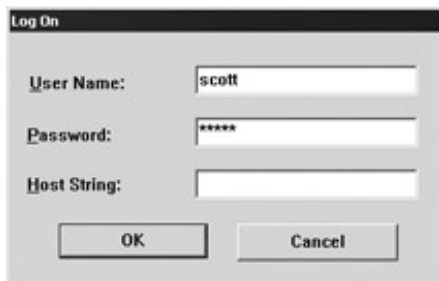 Log On
User Name: scott
Password: *****
Host String:
OK Cancel